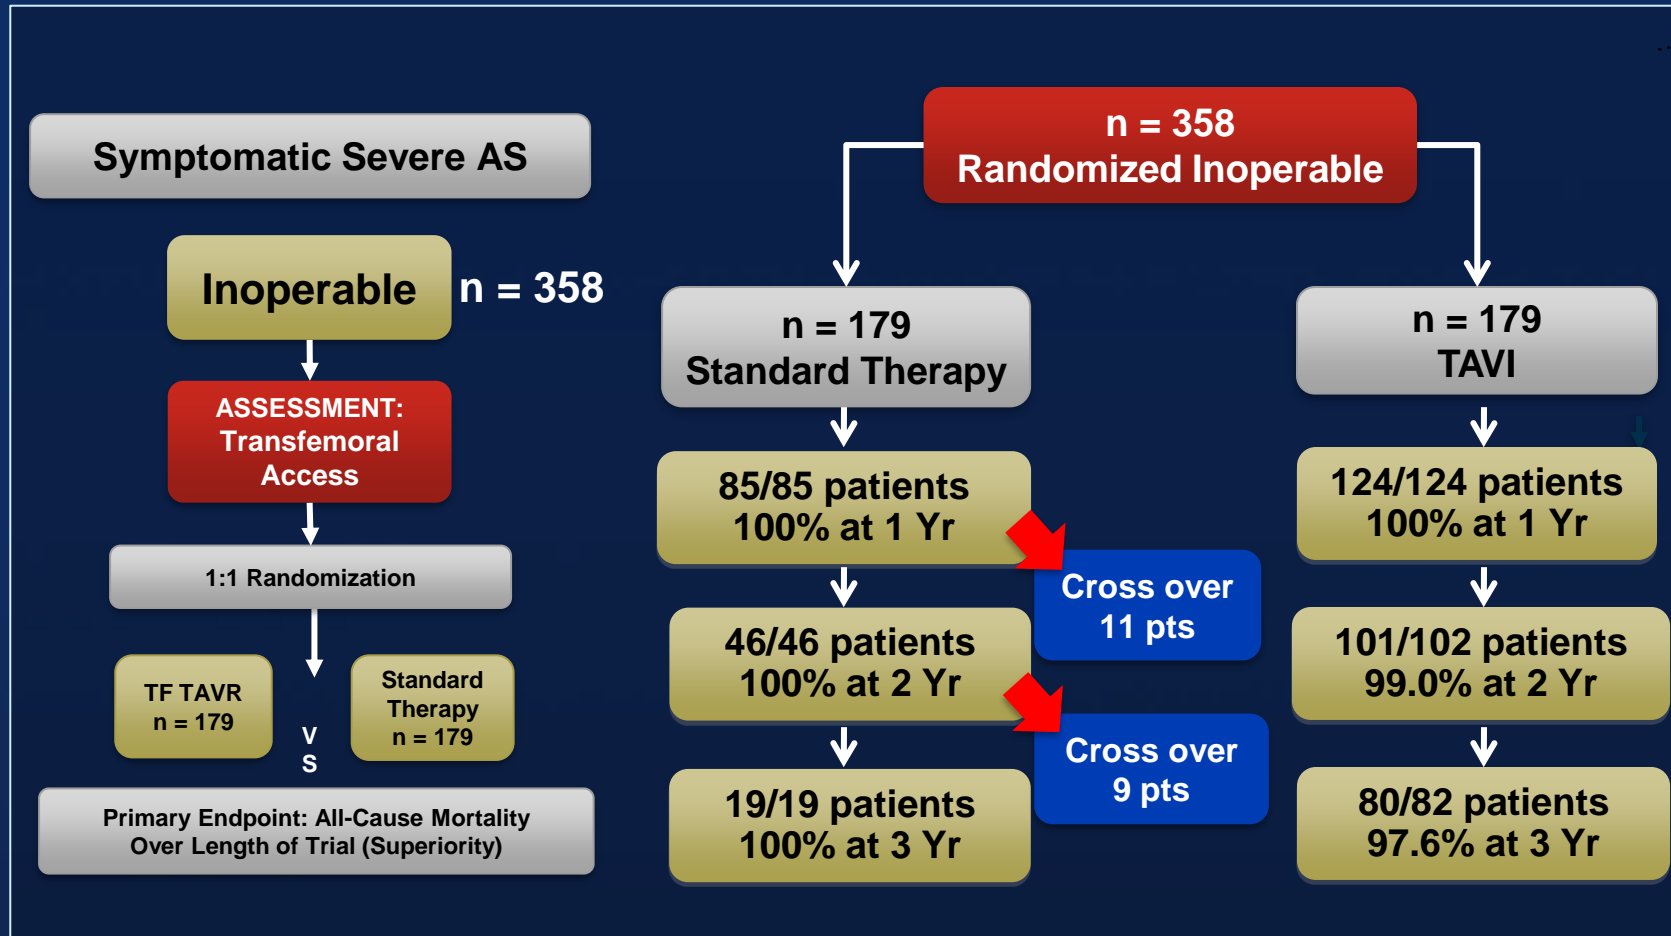 Symptomatic Severe AS
Inoperable
n = 358
ASSESSMENT:
Transfemoral
Access
1:1 Randomization
TF TAVR
n = 179
V
S
Standard
Therapy
n = 179
Primary Endpoint: All-Cause Mortality
Over Length of Trial (Superiority)
n = 358
Randomized Inoperable
n = 179
Standard Therapy
85/85 patients
100% at 1 Yr
Cross over
11 pts
46/46 patients
100% at 2 Yr
Cross over
9 pts
19/19 patients
100% at 3 Yr
n = 179
TAVI
124/124 patients
100% at 1 Yr
101/102 patients
99.0% at 2 Yr
80/82 patients
97.6% at 3 Yr